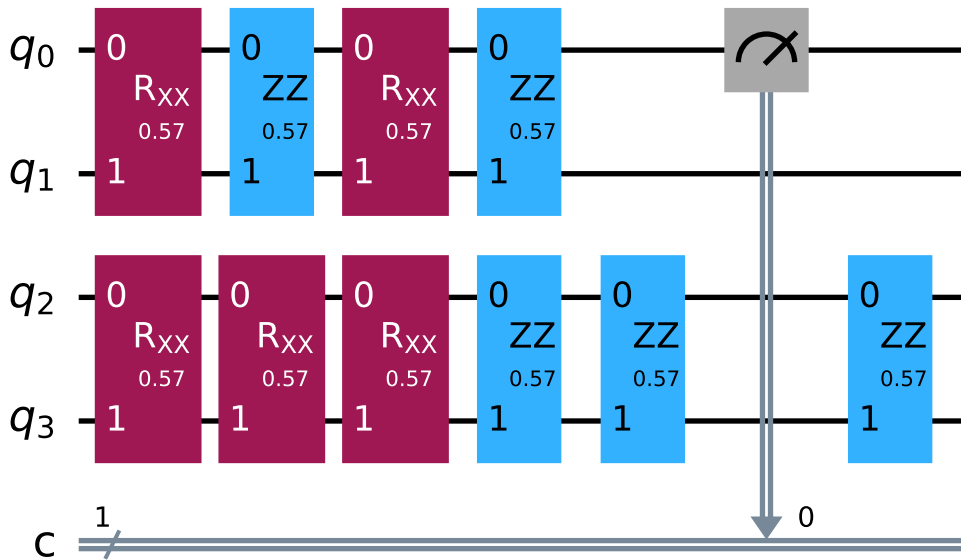 q0 0 0 0 0
RXX ZZ RXX ZZ
0.57 0.57 0.57 0.57
q1 1 1 1 1
q2 0 0 0 0 0 0
RXX RXX RXX ZZ ZZ ZZ
0.57 0.57 0.57 0.57 0.57 0.57
q3 1 1 1 1 1 1
1 0
c